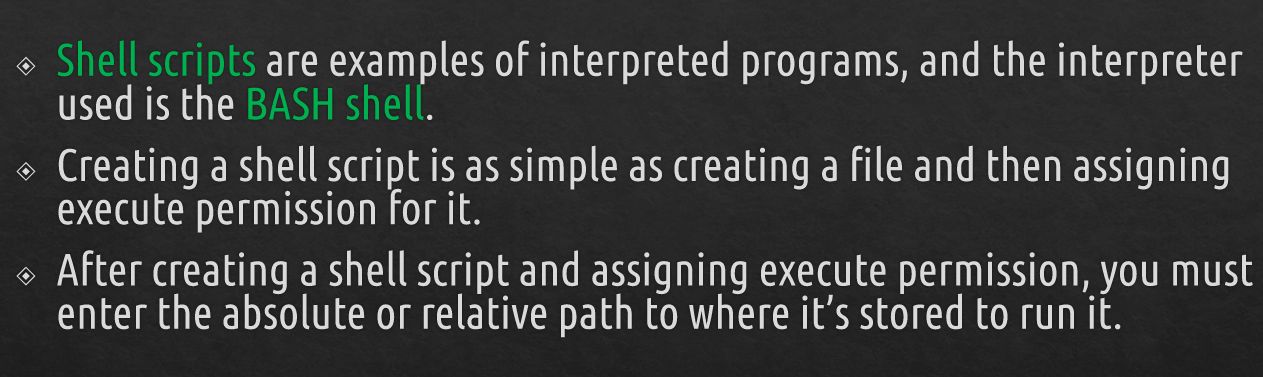 Shell scripts are examples of interpreted programs, and the interpreter
used is the BASH shell.
Creating a shell script is as simple as creating a file and then assigning
execute permission for it.
After creating a shell script and assigning execute permission, you must
enter the absolute or relative path to where it’s stored to run it.